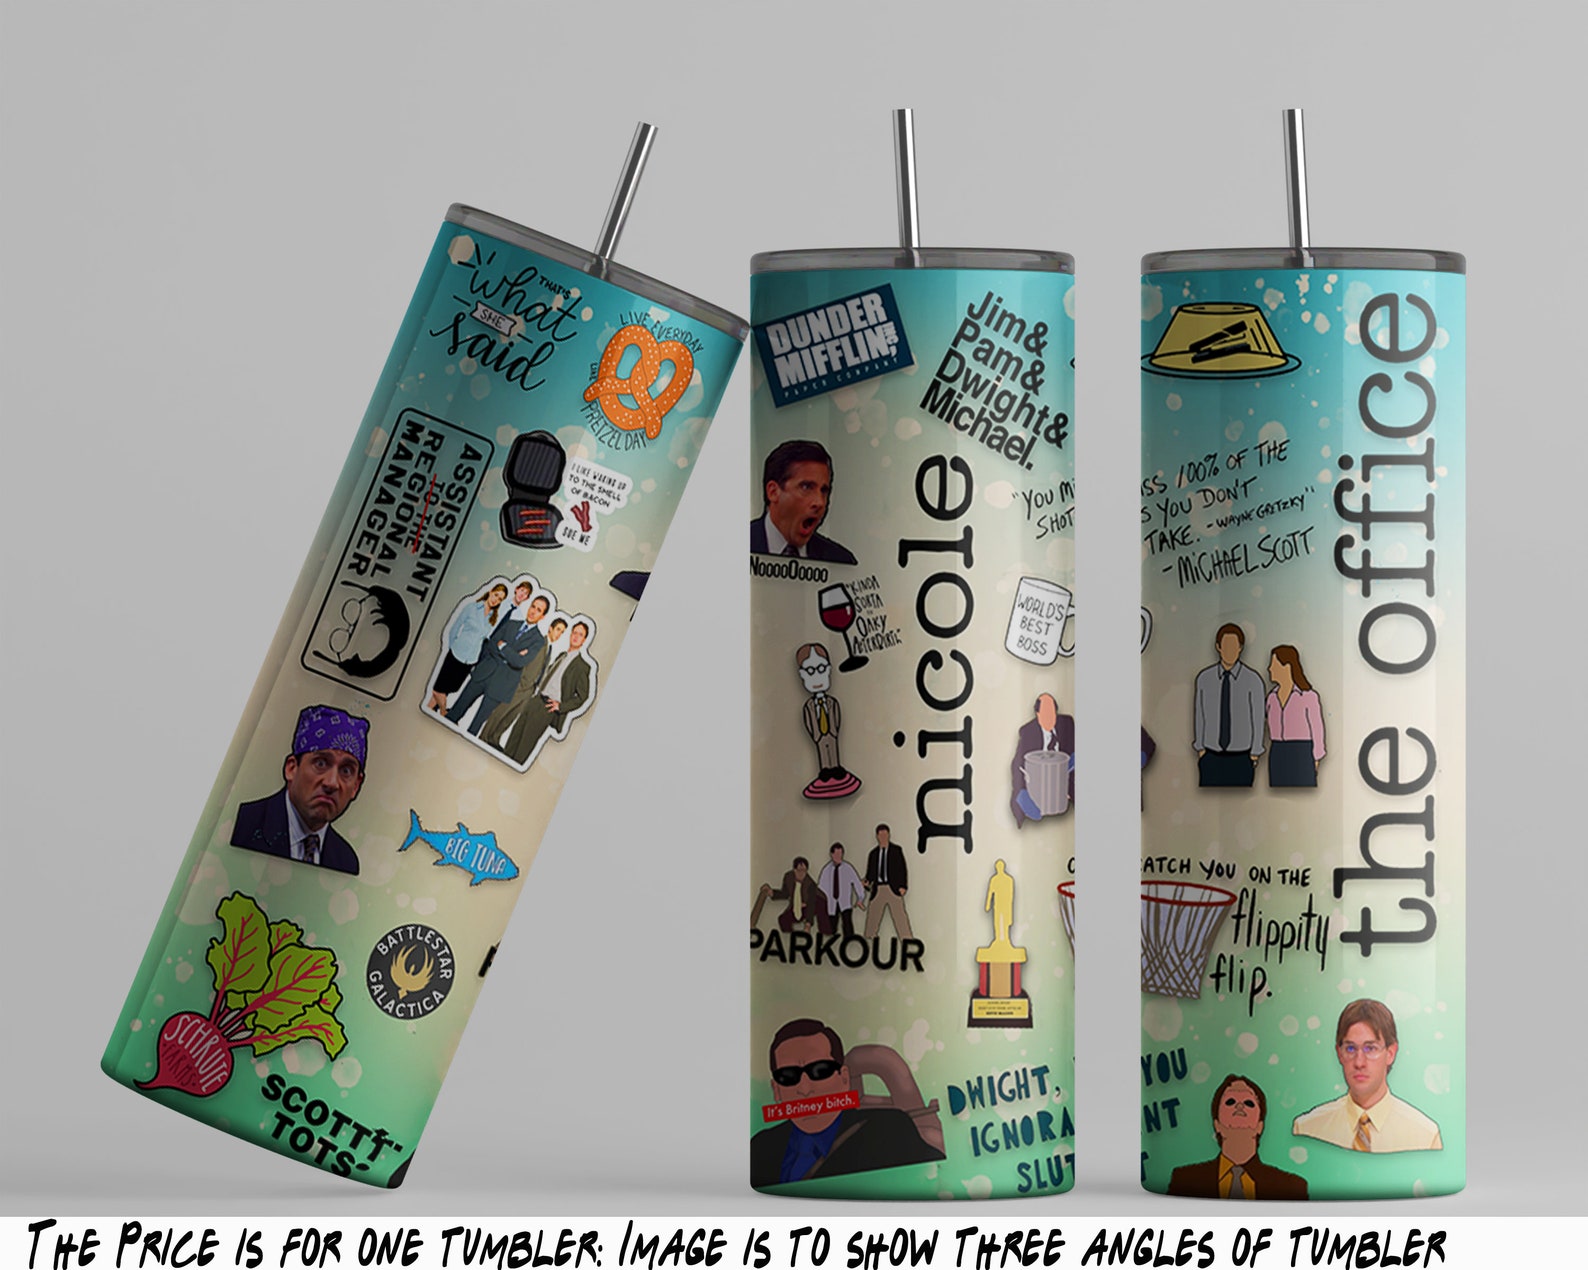 THAT'S
what
SHE
said
LIVE EVERYDAY
LIKE
PRETZEL DAY
ASSISTANT
TO THE
REGIONAL
MANAGER
I LIKE WAKING UP
TO THE SMELL
OF BACON
SUE ME
BIG TUNA
BATTLESTAR
GALACTICA
SCHRUTE
FARMS
SCOTT'S
TOTS
DUNDER
MIFFLIN INC,
PAPER COMPANY
Jim&
Pam&
Dwight&
Michael.
NooooOoooo
"YOU MI
SHOT
nicole
"KINDA
SORTA
OAKY
AFTERBIRTH"
WORLD'S
BEST
BOSS
PARKOUR
It's Britney bitch.
DWIGHT,
IGNORA
SLUT
ISS 100% OF THE
S YOU DON'T
TAKE. -WAYNE GRETZKY"
-MICHAEL SCOTT
the office
CATCH YOU ON THE
flippity
flip.
YOU
NT
THE PRICE IS FOR ONE TUMBLER: IMAGE IS TO SHOW THREE ANGLES OF TUMBLER